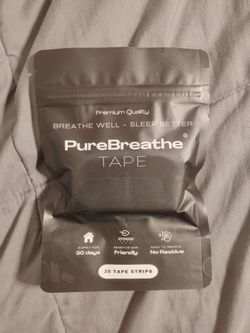 Premium Quality
BREATHE WELL - SLEEP BETTER
PureBreathe®
TAPE
SUPPLY FOR
30 days
SENSITIVE SKIN
Friendly
EASY TO REMOVE
No Residue
30 TAPE STRIPS